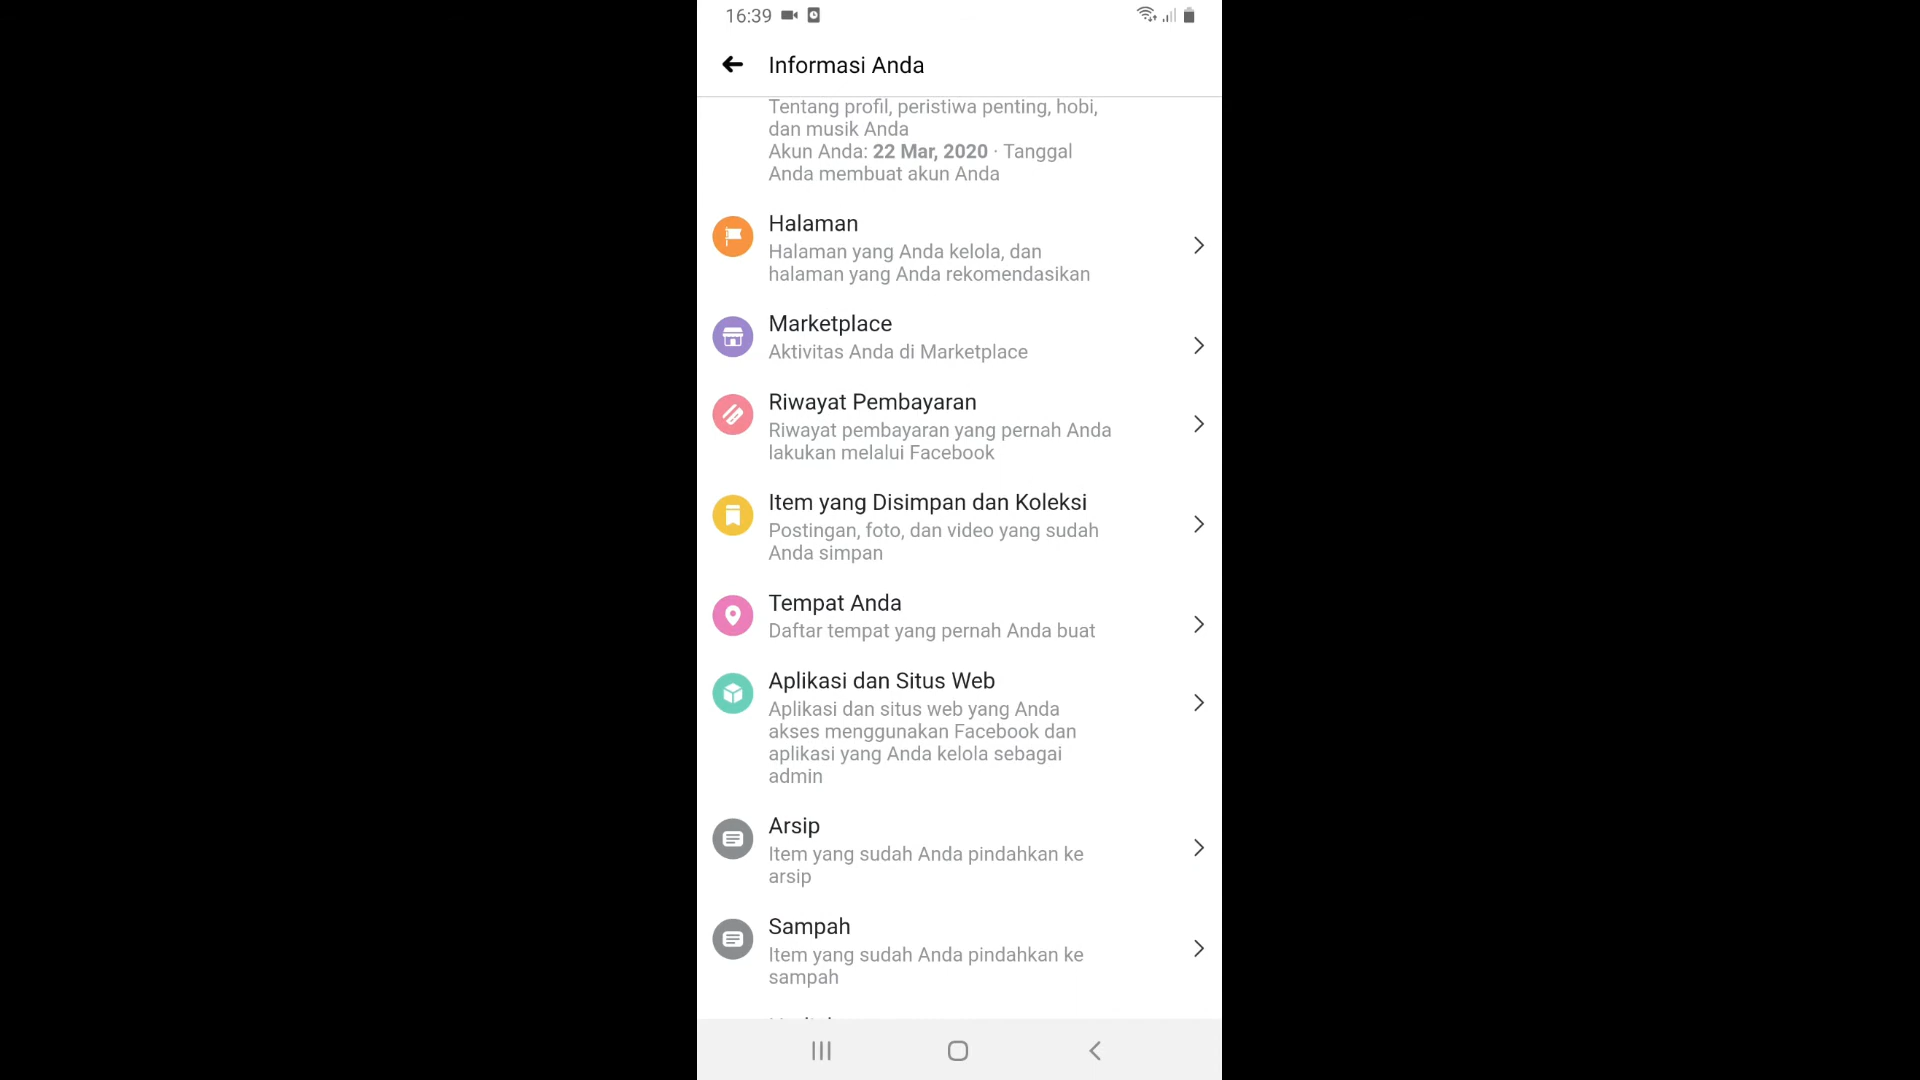 16:39
Informasi Anda
Tentang profil, peristiwa penting, hobi,
dan musik Anda
Akun Anda: 22 Mar, 2020 · Tanggal
Anda membuat akun Anda
Halaman
Halaman yang Anda kelola, dan
halaman yang Anda rekomendasikan
Marketplace
Aktivitas Anda di Marketplace
Riwayat Pembayaran
Riwayat pembayaran yang pernah Anda
lakukan melalui Facebook
Item yang Disimpan dan Koleksi
Postingan, foto, dan video yang sudah
Anda simpan
Tempat Anda
Daftar tempat yang pernah Anda buat
Aplikasi dan Situs Web
Aplikasi dan situs web yang Anda
akses menggunakan Facebook dan
aplikasi yang Anda kelola sebagai
admin
Arsip
Item yang sudah Anda pindahkan ke
arsip
Sampah
Item yang sudah Anda pindahkan ke
sampah